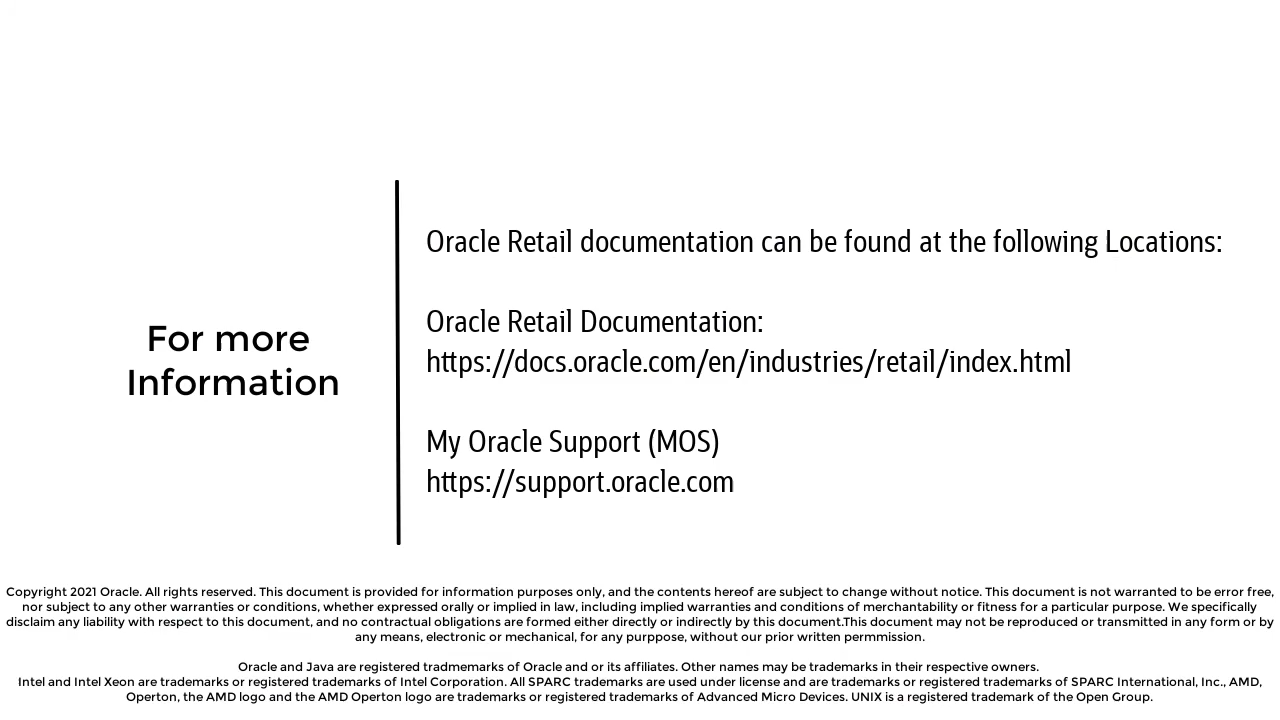 For more
Information
Oracle Retail documentation can be found at the following Locations:
Oracle Retail Documentation:
https://docs.oracle.com/en/industries/retail/index.html
My Oracle Support (MOS)
https://support.oracle.com
Copyright 2021 Oracle. All rights reserved. This document is provided for information purposes only, and the contents hereof are subject to change without notice. This document is not warranted to be error free,
nor subject to any other warranties or conditions, whether expressed orally or implied in law, including implied warranties and conditions of merchantability or fitness for a particular purpose. We specifically
disclaim any liability with respect to this document, and no contractual obligations are formed either directly or indirectly by this document.This document may not be reproduced or transmitted in any form or by
any means, electronic or mechanical, for any purppose, without our prior written permmission.
Oracle and Java are registered tradmemarks of Oracle and or its affiliates. Other names may be trademarks in their respective owners.
Intel and Intel Xeon are trademarks or registered trademarks of Intel Corporation. All SPARC trademarks are used under license and are trademarks or registered trademarks of SPARC International, Inc., AMD,
Operton, the AMD logo and the AMD Operton logo are trademarks or registered trademarks of Advanced Micro Devices. UNIX is a registered trademark of the Open Group.